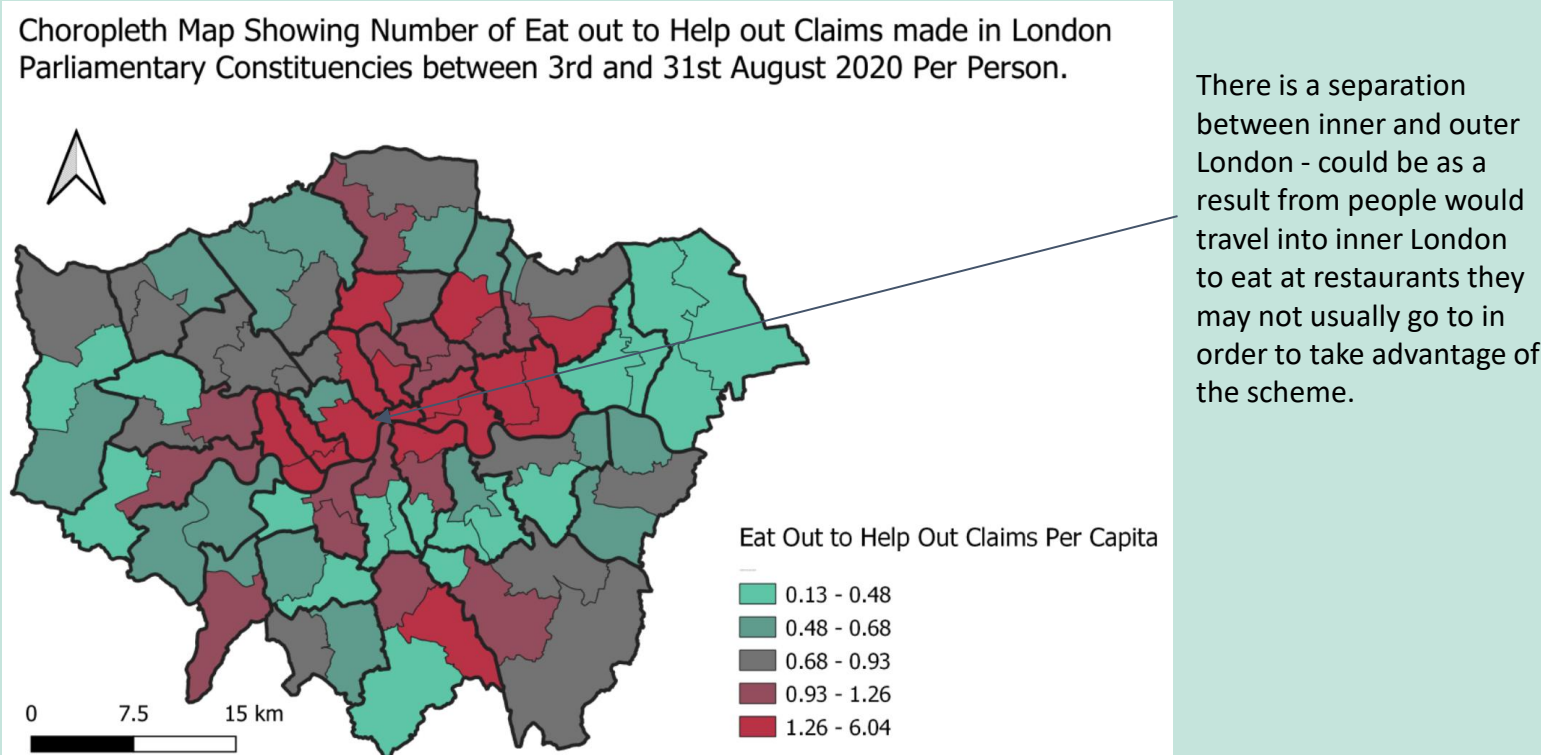 Choropleth Map Showing Number of Eat out to Help out Claims made in London
Parliamentary Constituencies between 3rd and 31st August 2020 Per Person.
There is a separation
between inner and outer
London - could be as a
result from people would
travel into inner London
to eat at restaurants they
may not usually go to in
order to take advantage of
the scheme.
Eat Out to Help Out Claims Per Capita
0.13 - 0.48
0.48 - 0.68
0.68 - 0.93
0.93 - 1.26
1.26 - 6.04
0 7.5 15 km